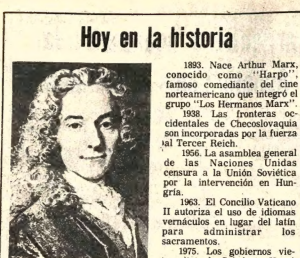 Hoy en la historia
1893. Nace Arthur Marx,
conocido como "Harpo",
famoso comediante del cine
norteamericano que integró el
grupo "Los Hermanos Marx".
1938. Las fronteras oc-
cidentales de Checoslovaquia
son incorporadas por la fuerza
al Tercer Reich.
1956. La asamblea general
de las Naciones Unidas
censura a la Unión Soviética
por la intervención en Hun-
gría.
1963. El Concilio Vaticano
II autoriza el uso de idiomas
vernáculos en lugar del latín
para administrar los
sacramentos.
1975. Los gobiernos vie-